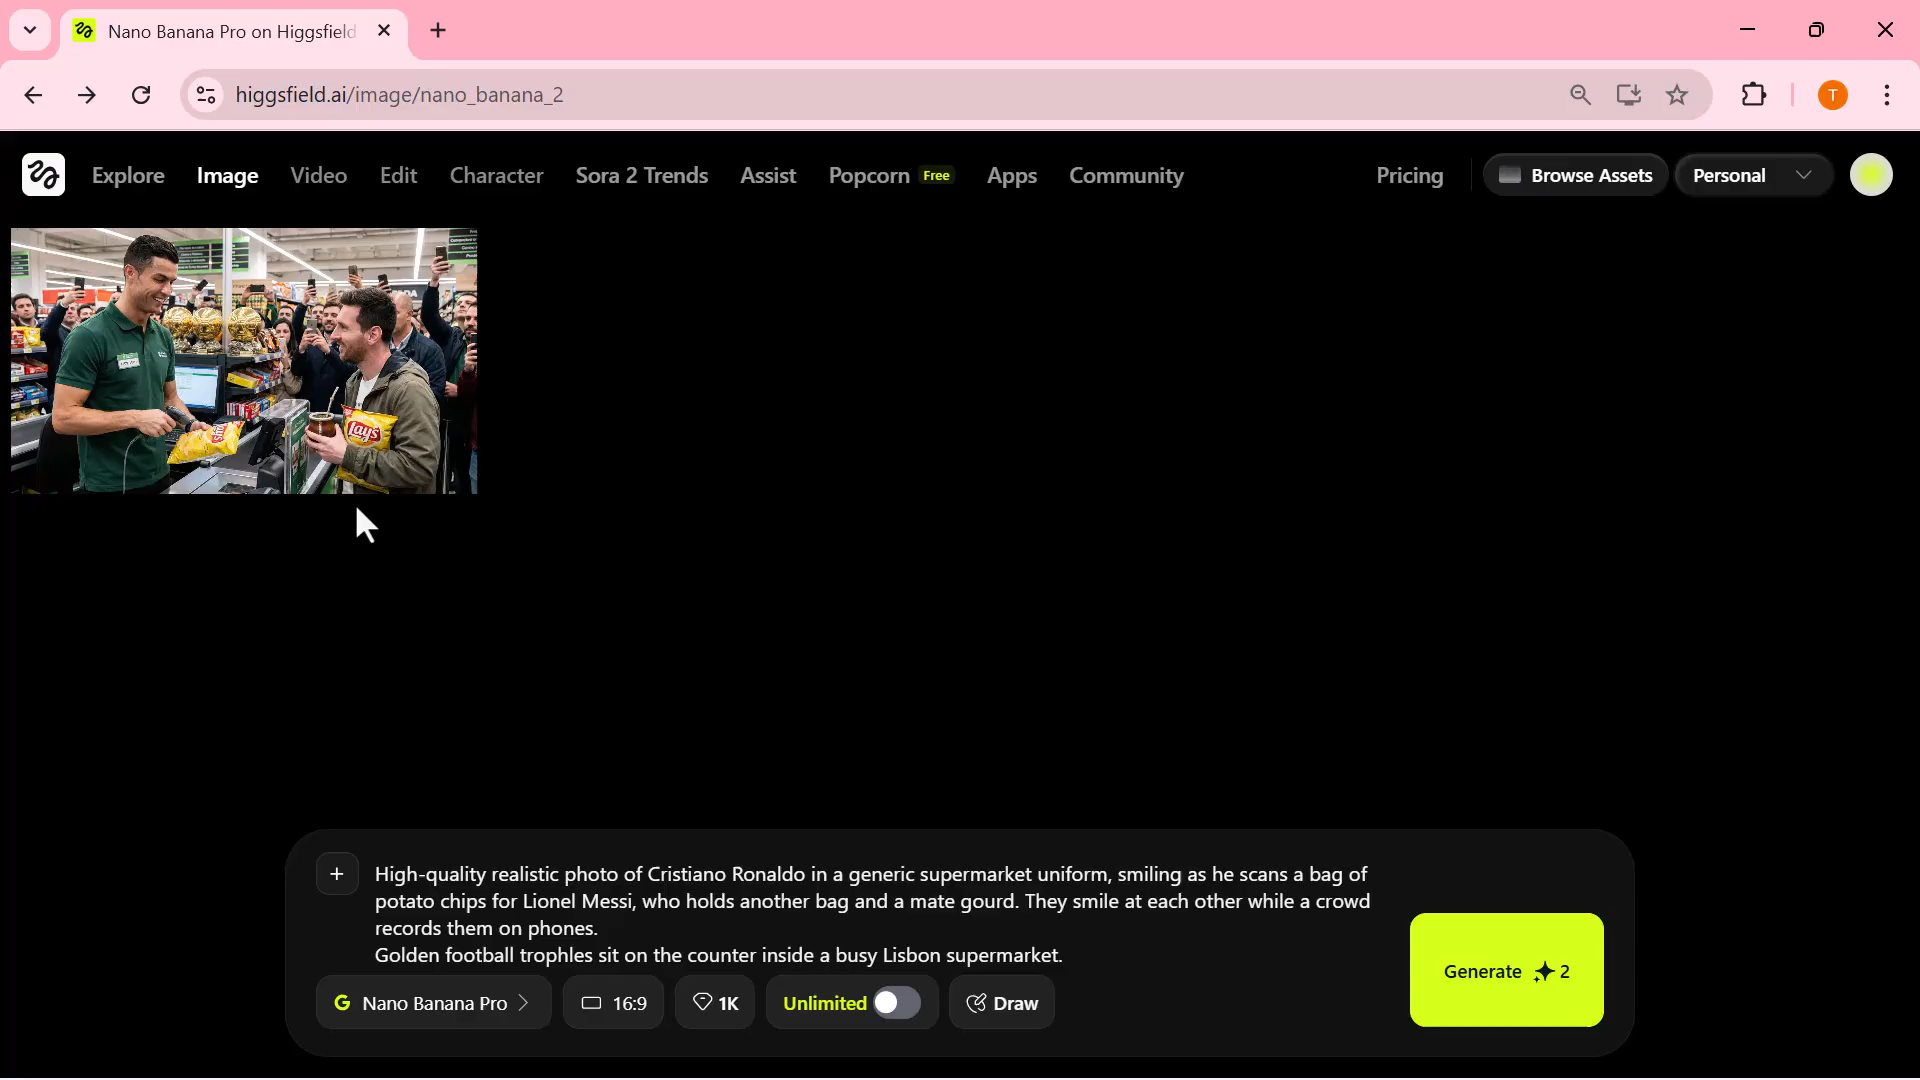 Nano Banana Pro on Higgsfield
higgsfield.ai/image/nano_banana_2
T
Explore
Image
Video
Edit
Character
Sora 2 Trends
Assist
Popcorn Free
Apps
Community
Pricing
Browse Assets
Personal
Lay's
High-quality realistic photo of Cristiano Ronaldo in a generic supermarket uniform, smiling as he scans a bag of
potato chips for Lionel Messi, who holds another bag and a mate gourd. They smile at each other while a crowd
records them on phones.
Golden football trophles sit on the counter inside a busy Lisbon supermarket.
G Nano Banana Pro
16:9
1K
Unlimited
Draw
Generate 2